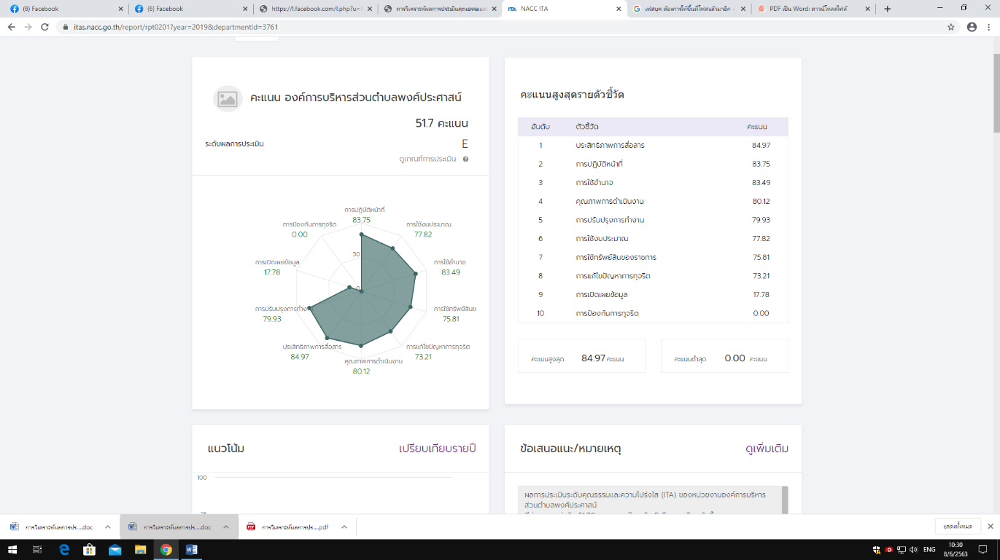 (6) Facebook
(6) Facebook
https://l.facebook.com/l.php?u=
การวิเคราะห์ผลการประเมินคุณธรรมและ
ITA NACC ITA
เฟสบุค ต้องการให้ขึ้นที่โฟสแล้วมาอีก -
PDF เป็น Word: ดาวน์โหลดไฟล์
itas.nacc.go.th/report/rpt0201?year=2019&departmentId=3761
คะแนน องค์การบริหารส่วนตำบลพงศ์ประศาสน์
51.7 คะแนน
ระดับผลการประเมิน
E
ดูเกณฑ์การประเมิน
การปฏิบัติหน้าที่
83.75
การป้องกันการทุจริต
0.00
การใช้งบประมาณ
77.82
50
การเปิดเผยข้อมูล
17.78
การใช้อำนาจ
83.49
0
การปรับปรุงการทำง
79.93
การใช้ทรัพย์สินข
75.81
ประสิทธิภาพการสื่อสาร
84.97
การแก้ไขปัญหาการทุจริต
73.21
คุณภาพการดำเนินงาน
80.12
คะแนนสูงสุดรายตัวชี้วัด
อันดับ ตัวชี้วัด คะแนน
1 ประสิทธิภาพการสื่อสาร 84.97
2 การปฏิบัติหน้าที่ 83.75
3 การใช้อำนาจ 83.49
4 คุณภาพการดำเนินงาน 80.12
5 การปรับปรุงการทำงาน 79.93
6 การใช้งบประมาณ 77.82
7 การใช้ทรัพย์สินของราชการ 75.81
8 การแก้ไขปัญหาการทุจริต 73.21
9 การเปิดเผยข้อมูล 17.78
10 การป้องกันการทุจริต 0.00
คะแนนสูงสุด 84.97 คะแนน
คะแนนต่ำสุด 0.00 คะแนน
แนวโน้ม
เปรียบเทียบรายปี
100
ข้อเสนอแนะ/หมายเหตุ
ดูเพิ่มเติม
ผลการประเมินระดับคุณธรรมและความโปร่งใส (ITA) ของหน่วยงานองค์การบริหาร
ส่วนตำบลพงศ์ประศาสน์
การวิเคราะห์ผลการปร....doc
การวิเคราะห์ผลการปร....doc
การวิเคราะห์ผลการปร....pdf
แสดงทั้งหมด
ENG
10:30
8/6/2563